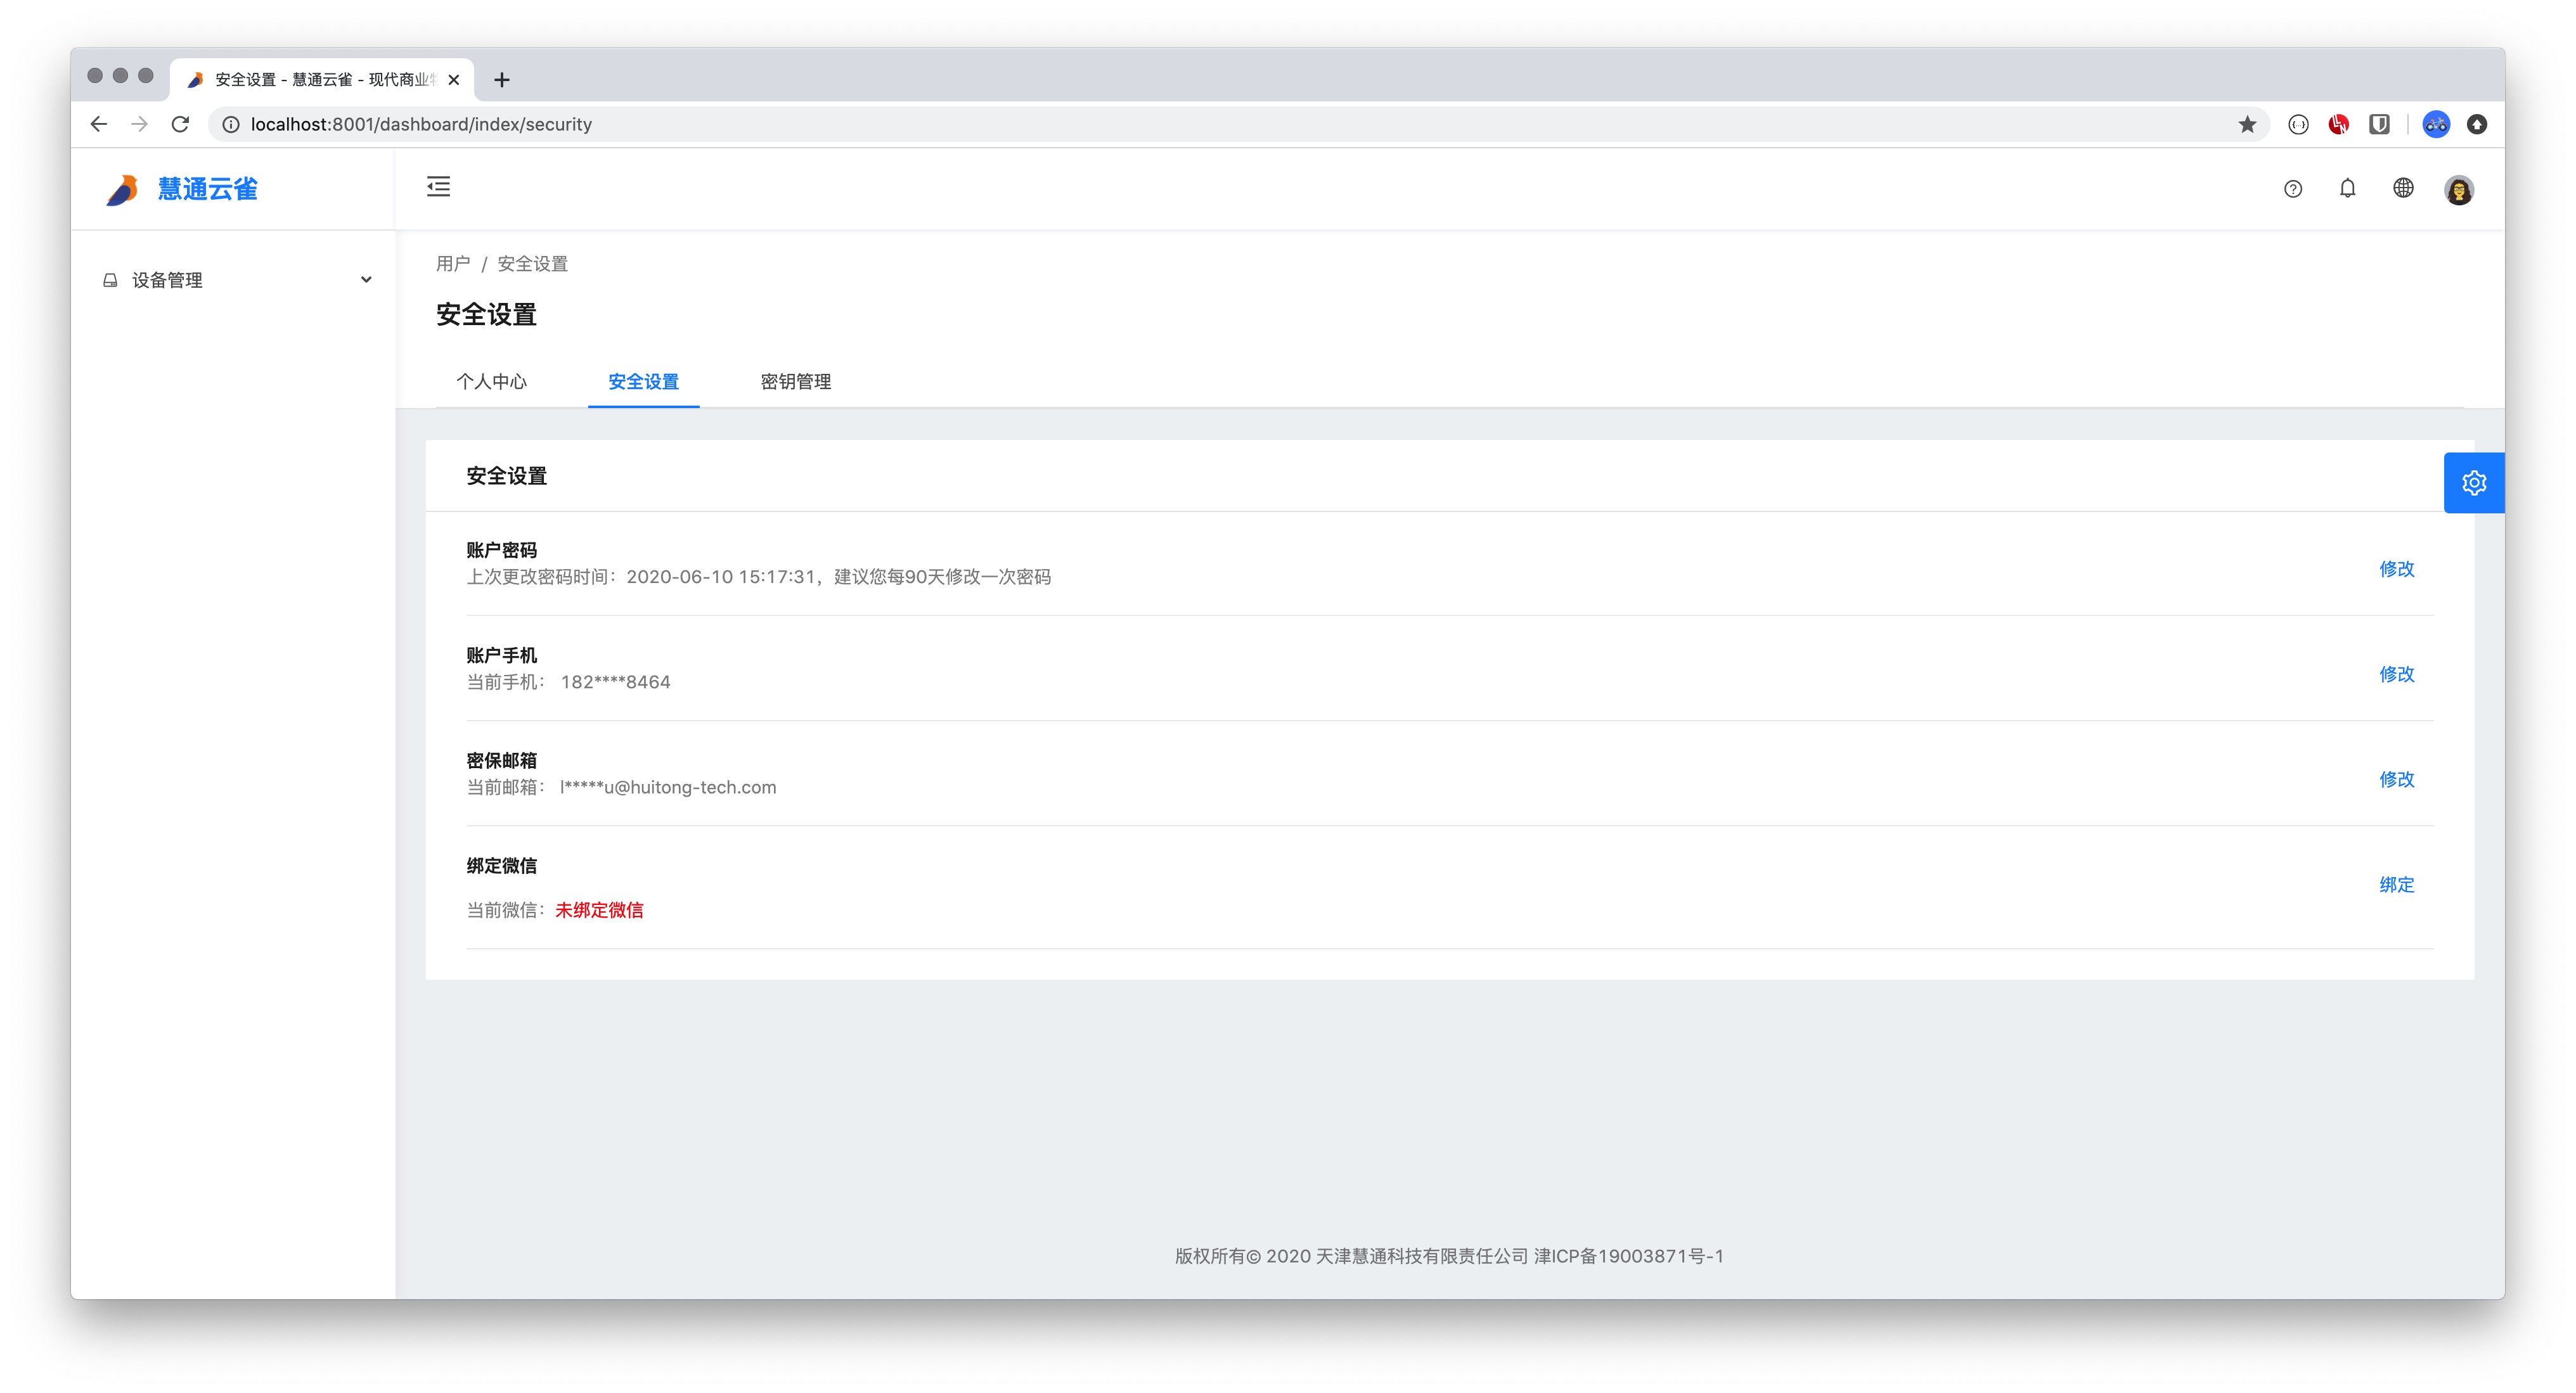 安全设置 - 慧通云雀 - 现代商业
localhost:8001/dashboard/index/security
慧通云雀
设备管理
用户 / 安全设置
安全设置
个人中心 安全设置 密钥管理
安全设置
账户密码
上次更改密码时间：2020-06-10 15:17:31，建议您每90天修改一次密码
修改
账户手机
当前手机： 182****8464
修改
密保邮箱
当前邮箱： l*****u@huitong-tech.com
修改
绑定微信
当前微信：未绑定微信
绑定
版权所有© 2020 天津慧通科技有限责任公司 津ICP备19003871号-1